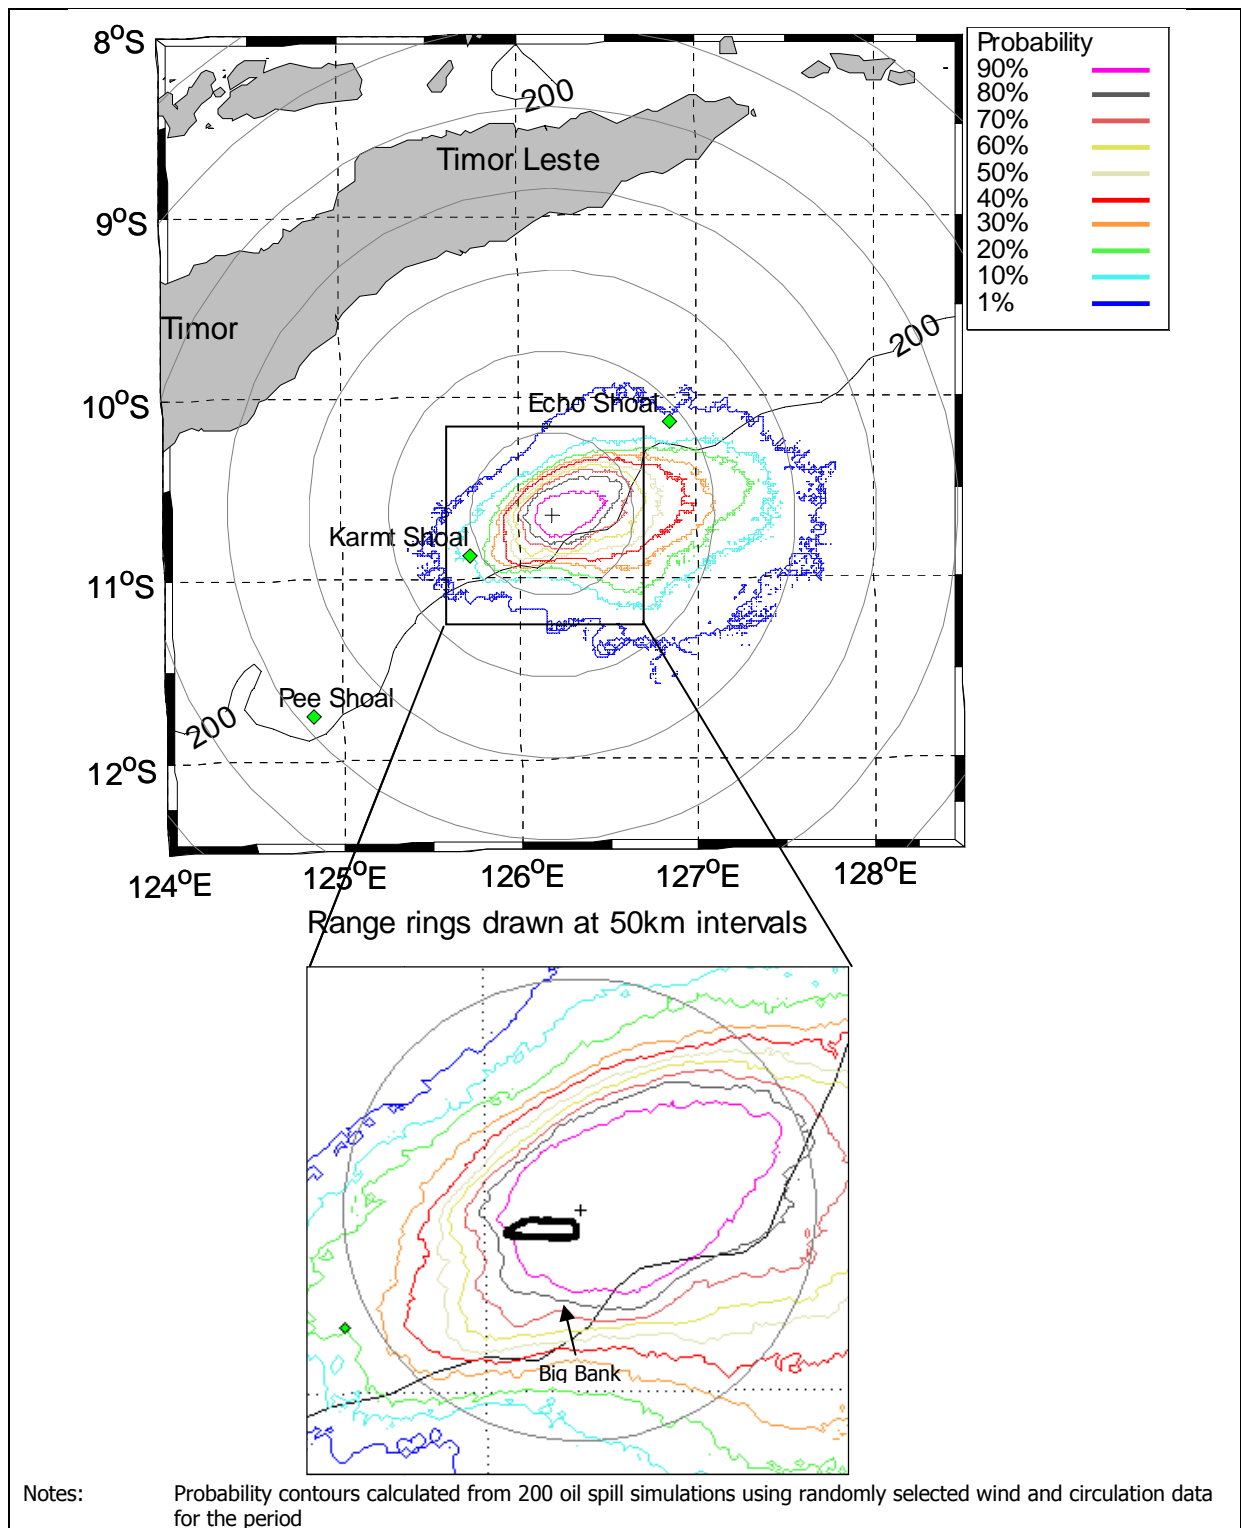 8°S
Probability
90%
80%
70%
60%
50%
40%
30%
20%
10%
1%
200
Timor Leste
9°S
Timor
200
10°S
Echo Shoal
Karmt Shoal
11°S
Pee Shoal
200
12°S
124°E
125°E
126°E
127°E
128°E
Range rings drawn at 50km intervals
Big Bank
Notes: Probability contours calculated from 200 oil spill simulations using randomly selected wind and circulation data
for the period